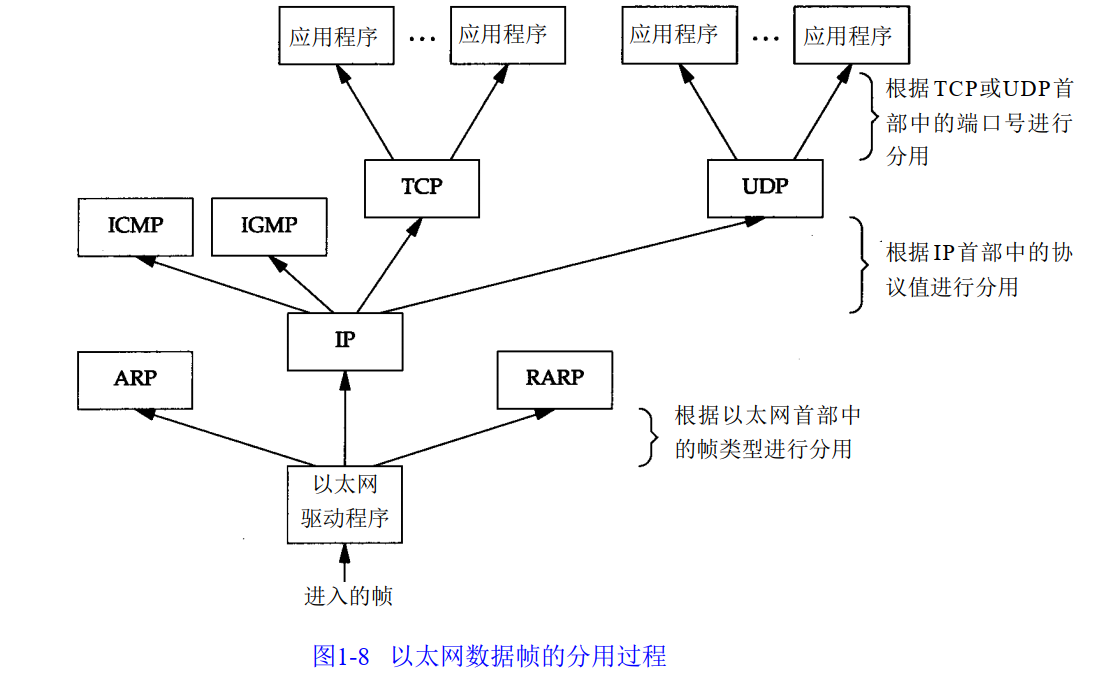 应用程序 … 应用程序 应用程序 … 应用程序
根据TCP或UDP首
部中的端口号进行
分用
TCP UDP
ICMP IGMP
根据IP首部中的协
议值进行分用
IP
ARP RARP
根据以太网首部中
的帧类型进行分用
以太网
驱动程序
进入的帧
图1-8 以太网数据帧的分用过程